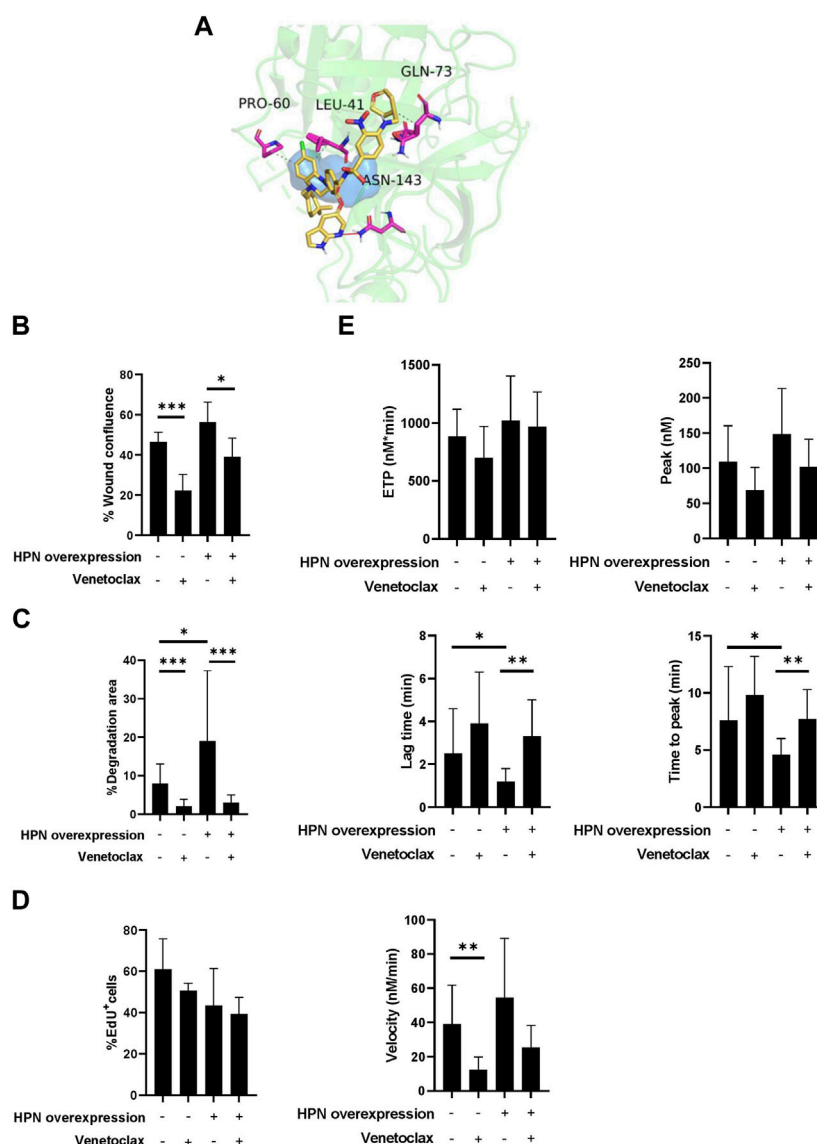 A
GLN-73
PRO-60
LEU-41
ASN-143
B
% Wound confluence
80
60
40
20
0
***
*
HPN overexpression - - + +
Venetoclax - + - +
C
%Degradation area
40
30
20
10
0
*
***
***
HPN overexpression - - + +
Venetoclax - + - +
D
%EdU+cells
80
60
40
20
0
HPN overexpression - - + +
Venetoclax - + - +
E
ETP (nM*min)
1500
1000
500
0
HPN overexpression - - + +
Venetoclax - + - +
Peak (nM)
250
200
150
100
50
0
HPN overexpression - - + +
Venetoclax - + - +
Lag time (min)
8
6
4
2
0
*
**
HPN overexpression - - + +
Venetoclax - + - +
Time to peak (min)
15
10
5
0
*
**
HPN overexpression - - + +
Venetoclax - + - +
Velocity (nM/min)
100
80
60
40
20
0
**
HPN overexpression - - + +
Venetoclax - + - +